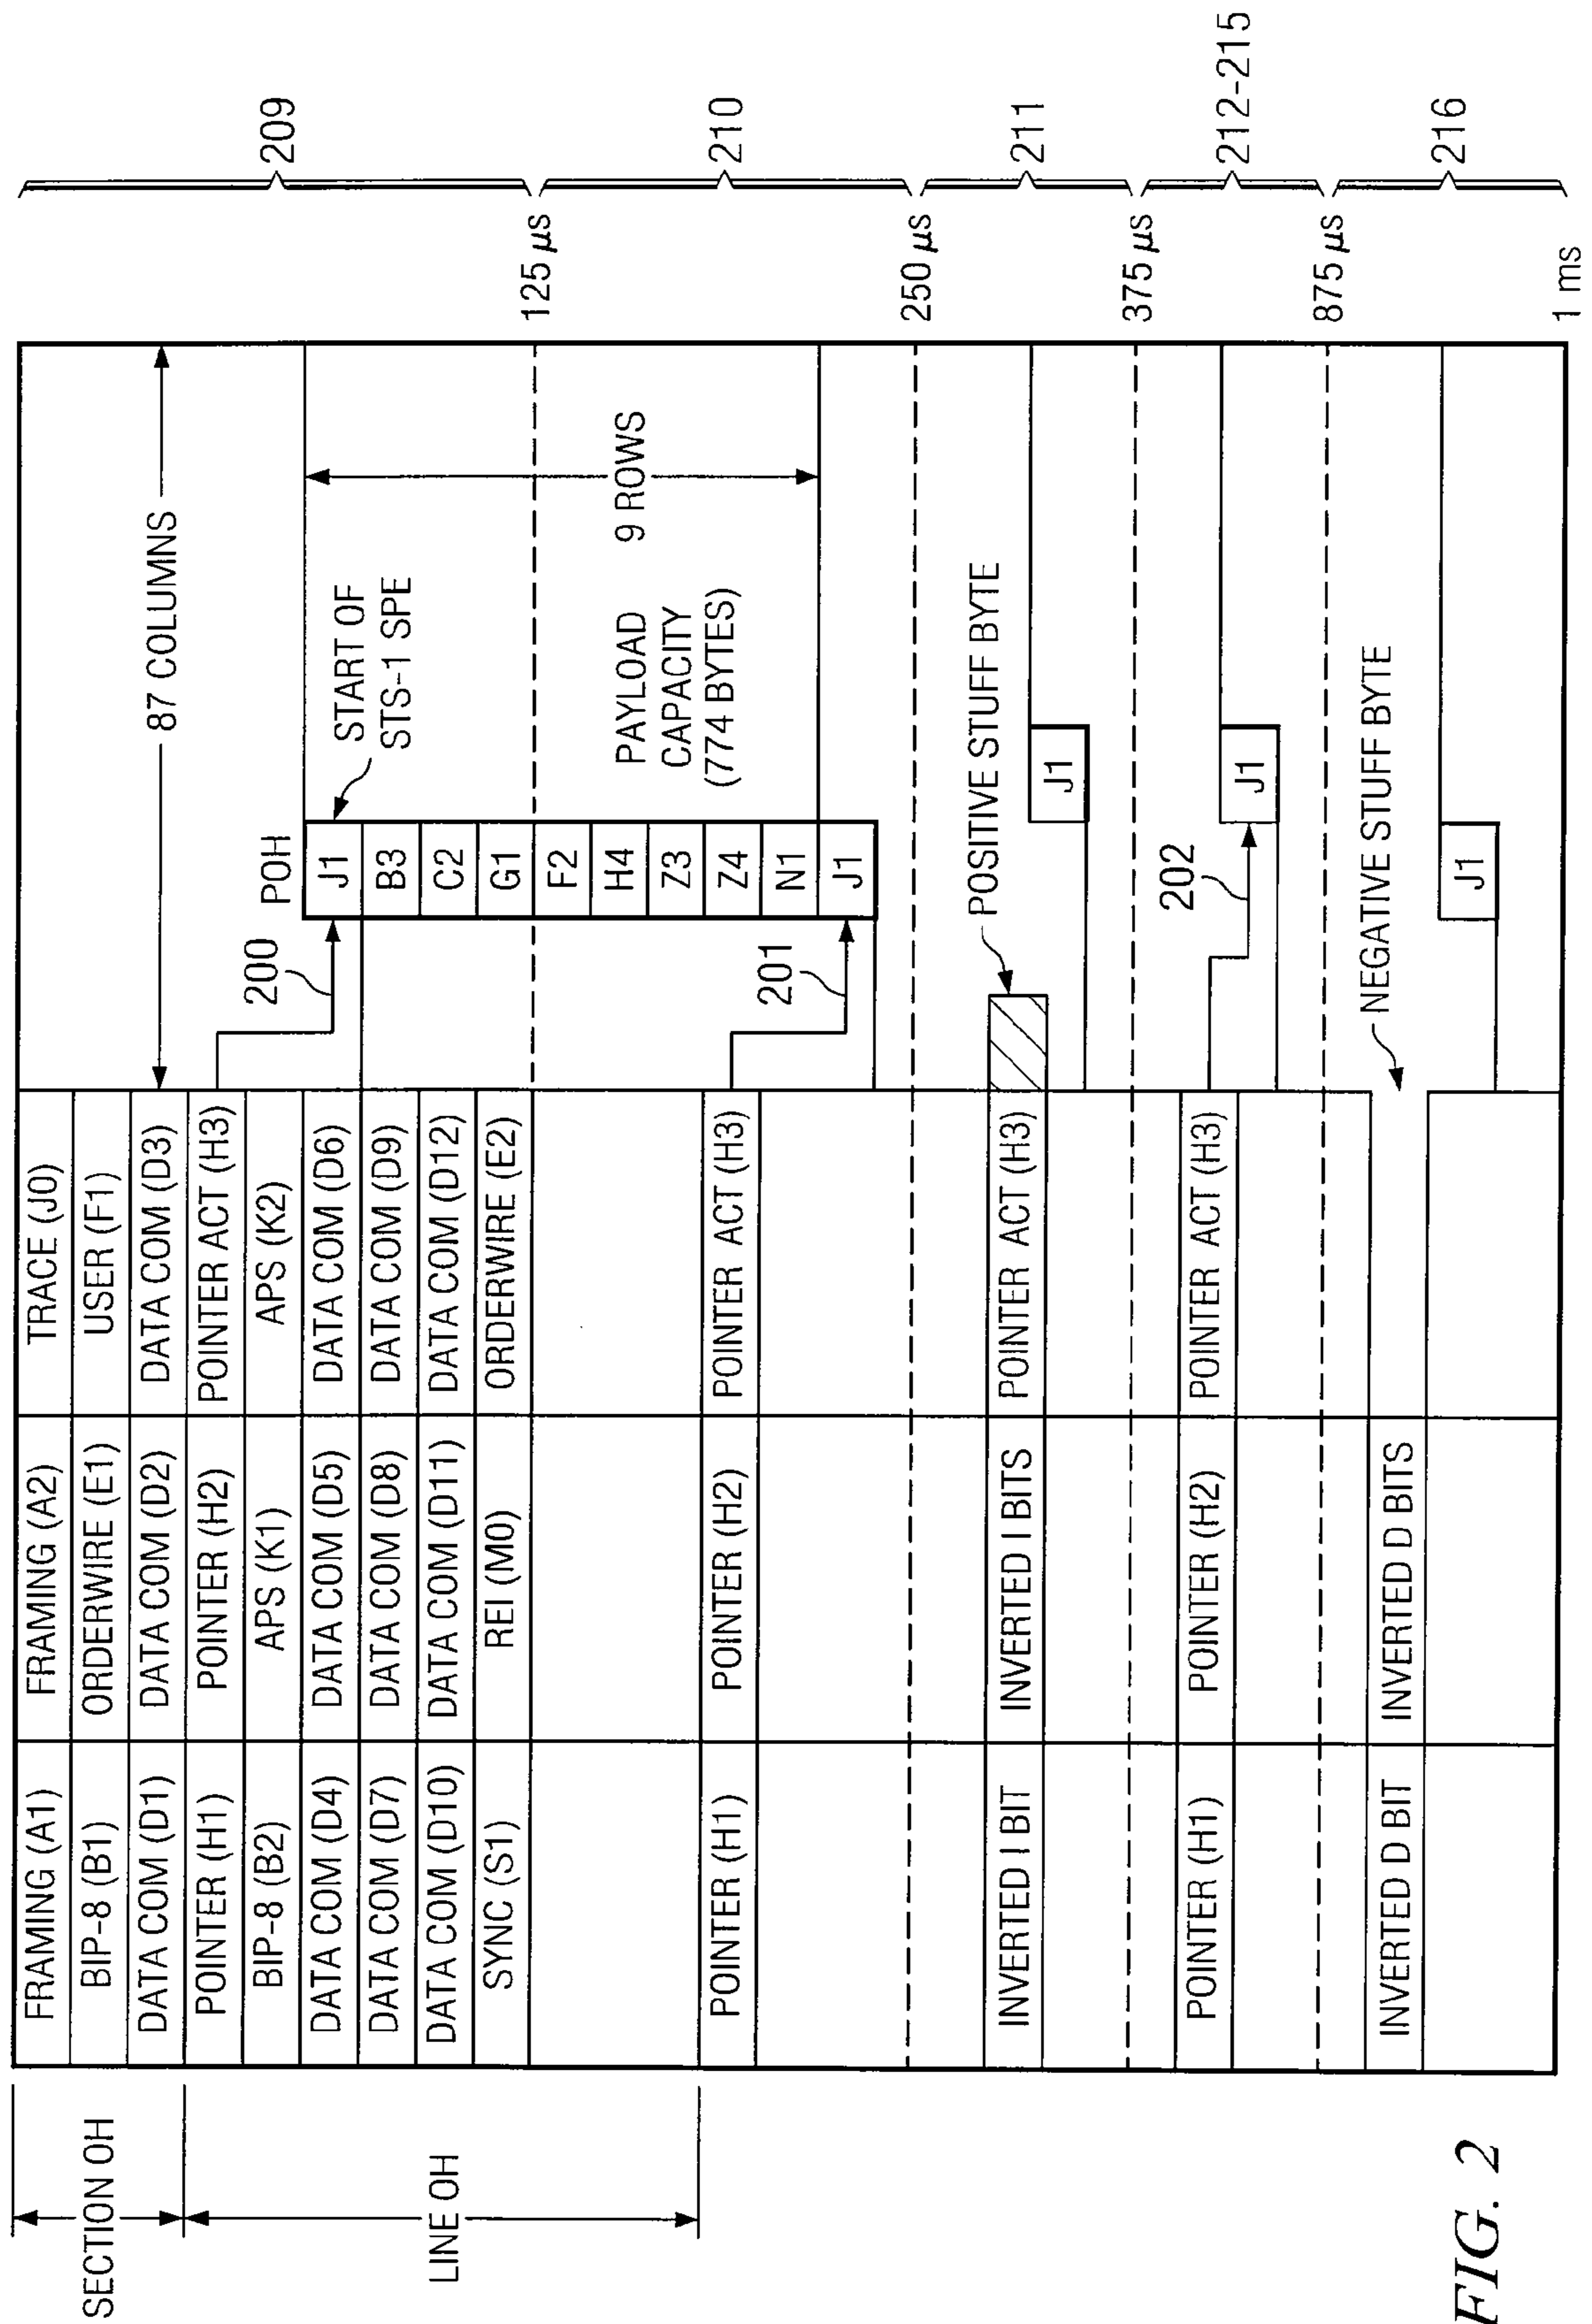 SECTION OH
LINE OH
FRAMING (A1) FRAMING (A2) TRACE (J0)
BIP-8 (B1) ORDERWIRE (E1) USER (F1)
DATA COM (D1) DATA COM (D2) DATA COM (D3)
POINTER (H1) POINTER (H2) POINTER ACT (H3)
BIP-8 (B2) APS (K1) APS (K2)
DATA COM (D4) DATA COM (D5) DATA COM (D6)
DATA COM (D7) DATA COM (D8) DATA COM (D9)
DATA COM (D10) DATA COM (D11) DATA COM (D12)
SYNC (S1) REI (M0) ORDERWIRE (E2)
87 COLUMNS
209
200
POH
START OF
STS-1 SPE
J1
B3
C2
G1
F2
H4
Z3
Z4
N1
J1
125 µs
PAYLOAD
CAPACITY
(774 BYTES)
9 ROWS
210
POINTER (H1) POINTER (H2) POINTER ACT (H3)
201
250 µs
POSITIVE STUFF BYTE
INVERTED I BIT INVERTED I BITS POINTER ACT (H3)
J1
211
375 µs
POINTER (H1) POINTER (H2) POINTER ACT (H3)
202
J1
212-215
875 µs
NEGATIVE STUFF BYTE
INVERTED D BIT INVERTED D BITS
J1
216
1 ms
FIG. 2